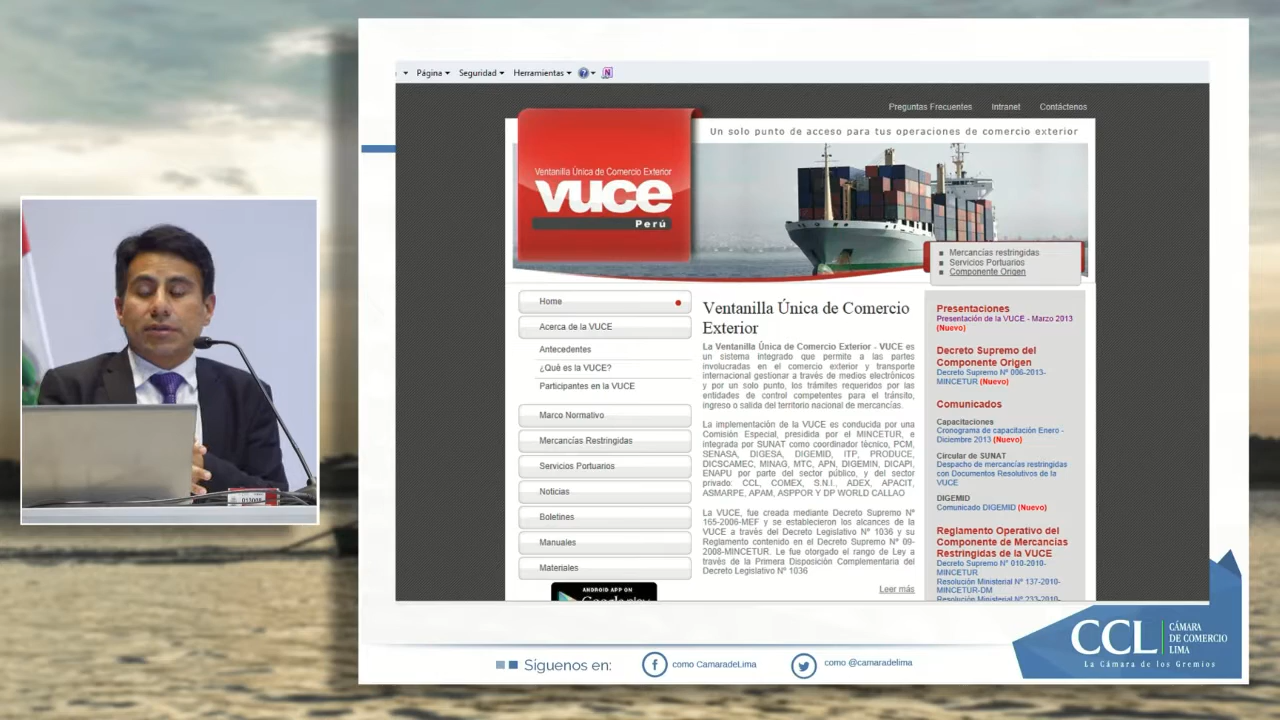 Página
Seguridad
Herramientas
Preguntas Frecuentes
Intranet
Contáctenos
Un solo punto de acceso para tus operaciones de comercio exterior
Ventanilla Única de Comercio Exterior
vuce
Perú
Mercancías restringidas
Servicios Portuarios
Componente Origen
Home
Acerca de la VUCE
Antecedentes
¿Qué es la VUCE?
Participantes en la VUCE
Marco Normativo
Mercancías Restringidas
Servicios Portuarios
Noticias
Boletines
Manuales
Materiales
ANDROID APP ON
Google play
Ventanilla Única de Comercio
Exterior
La Ventanilla Única de Comercio Exterior - VUCE es
un sistema integrado que permite a las partes
involucradas en el comercio exterior y transporte
internacional gestionar a través de medios electrónicos
y por un solo punto, los trámites requeridos por las
entidades de control competentes para el tránsito,
ingreso o salida del territorio nacional de mercancías.
La implementación de la VUCE es conducida por una
Comisión Especial, presidida por el MINCETUR, e
integrada por SUNAT como coordinador técnico, PCM,
SENASA, DIGESA, DIGEMID, ITP, PRODUCE,
DICSCAMEC, MINAG, MTC, APN, DIGEMIN, DICAPI,
ENAPU por parte del sector público, y del sector
privado: CCL, COMEX, S.N.I., ADEX, APACIT,
ASMARPE, APAM, ASPPOR Y DP WORLD CALLAO
La VUCE, fue creada mediante Decreto Supremo Nº
165-2006-MEF y se establecieron los alcances de la
VUCE a través del Decreto Legislativo Nº 1036 y su
Reglamento contenido en el Decreto Supremo Nº 09-
2008-MINCETUR. Le fue otorgado el rango de Ley a
través de la Primera Disposición Complementaria del
Decreto Legislativo Nº 1036
Leer más
Presentaciones
Presentación de la VUCE - Marzo 2013
(Nuevo)
Decreto Supremo del
Componente Origen
Decreto Supremo Nº 006-2013-
MINCETUR (Nuevo)
Comunicados
Capacitaciones
Cronograma de capacitación Enero -
Diciembre 2013 (Nuevo)
Circular de SUNAT
Despacho de mercancías restringidas
con Documentos Resolutivos de la
VUCE
DIGEMID
Comunicado DIGEMID (Nuevo)
Reglamento Operativo del
Componente de Mercancías
Restringidas de la VUCE
Decreto Supremo Nº 010-2010-
MINCETUR
Resolución Ministerial Nº 137-2010-
MINCETUR-DM
Resolución Ministerial Nº 233-2010-
Síguenos en:
como CamaradeLima
como @camaradelima
CCL
CÁMARA
DE COMERCIO
LIMA
La Cámara de los Gremios